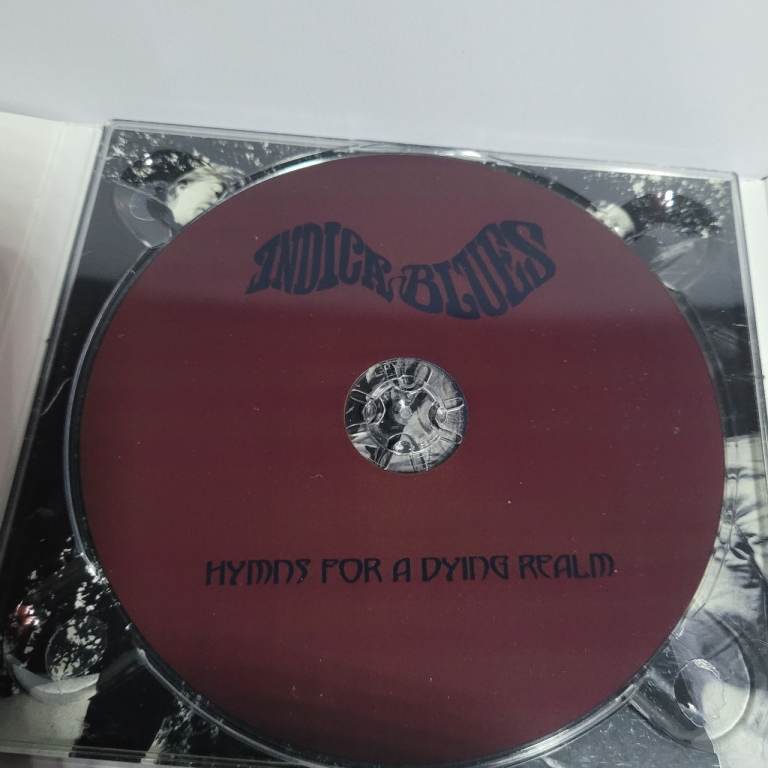 INDICA BLUES
HYMNS FOR A DYING REALM